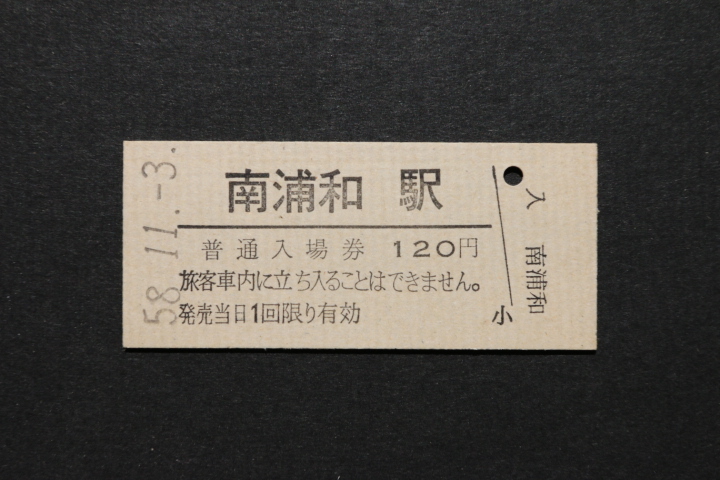 58.11.-3.
南浦和 駅
普通入場券 120円
旅客車内に立ち入ることはできません。
発売当日1回限り有効
入 南浦和
小